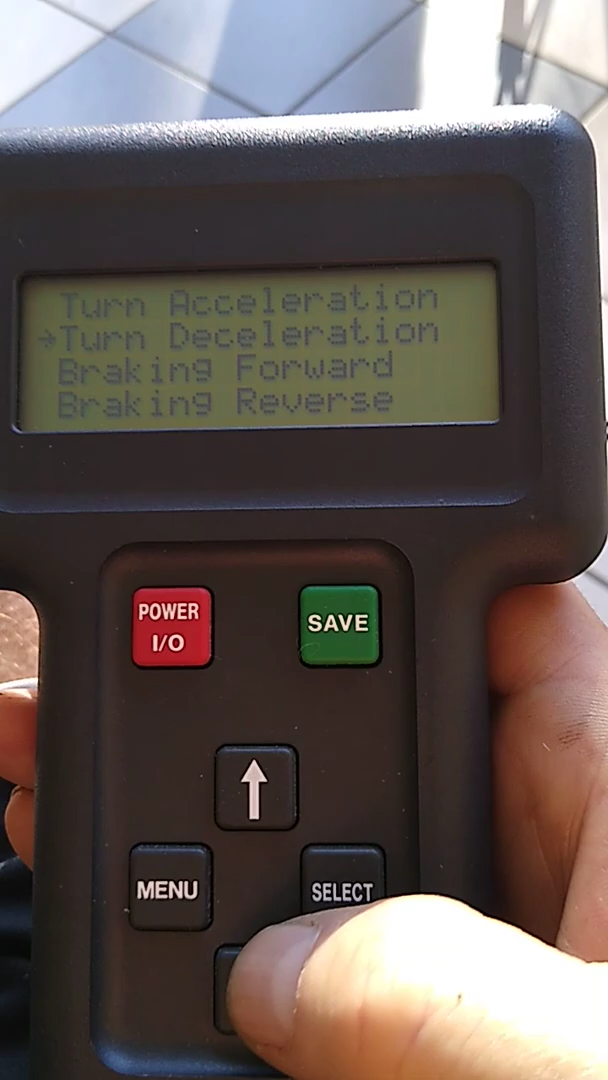 Turn Acceleration
→Turn Deceleration
Braking Forward
Braking Reverse
POWER
I/O
SAVE
MENU
SELECT